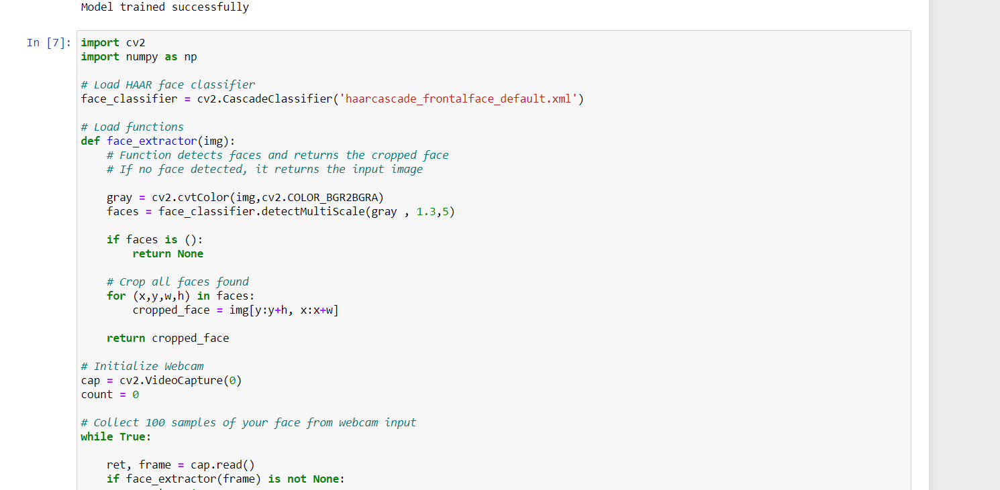 Model trained successfully
In [7]: import cv2
import numpy as np
# Load HAAR face classifier
face_classifier = cv2.CascadeClassifier('haarcascade_frontalface_default.xml')
# Load functions
def face_extractor(img):
    # Function detects faces and returns the cropped face
    # If no face detected, it returns the input image
    gray = cv2.cvtColor(img,cv2.COLOR_BGR2BGRA)
    faces = face_classifier.detectMultiScale(gray , 1.3,5)
    if faces is ():
        return None
    # Crop all faces found
    for (x,y,w,h) in faces:
        cropped_face = img[y:y+h, x:x+w]
    return cropped_face
# Initialize Webcam
cap = cv2.VideoCapture(0)
count = 0
# Collect 100 samples of your face from webcam input
while True:
    ret, frame = cap.read()
    if face_extractor(frame) is not None: